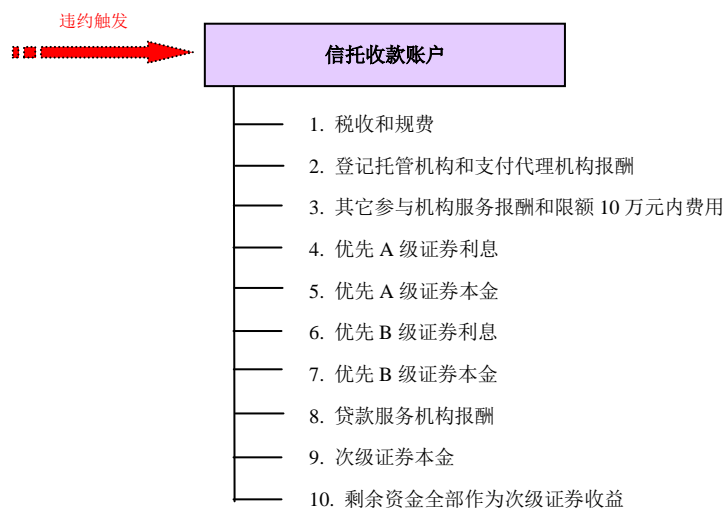 违约触发
信托收款账户
1. 税收和规费
2. 登记托管机构和支付代理机构报酬
3. 其它参与机构服务报酬和限额 10 万元内费用
4. 优先 A 级证券利息
5. 优先 A 级证券本金
6. 优先 B 级证券利息
7. 优先 B 级证券本金
8. 贷款服务机构报酬
9. 次级证券本金
10. 剩余资金全部作为次级证券收益